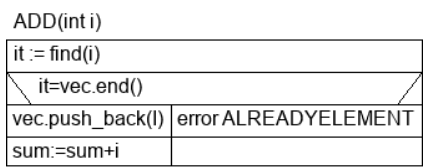 ADD(int i)
it := find(i)
it=vec.end()
vec.push_back(I) error ALREADYELEMENT
sum:=sum+i